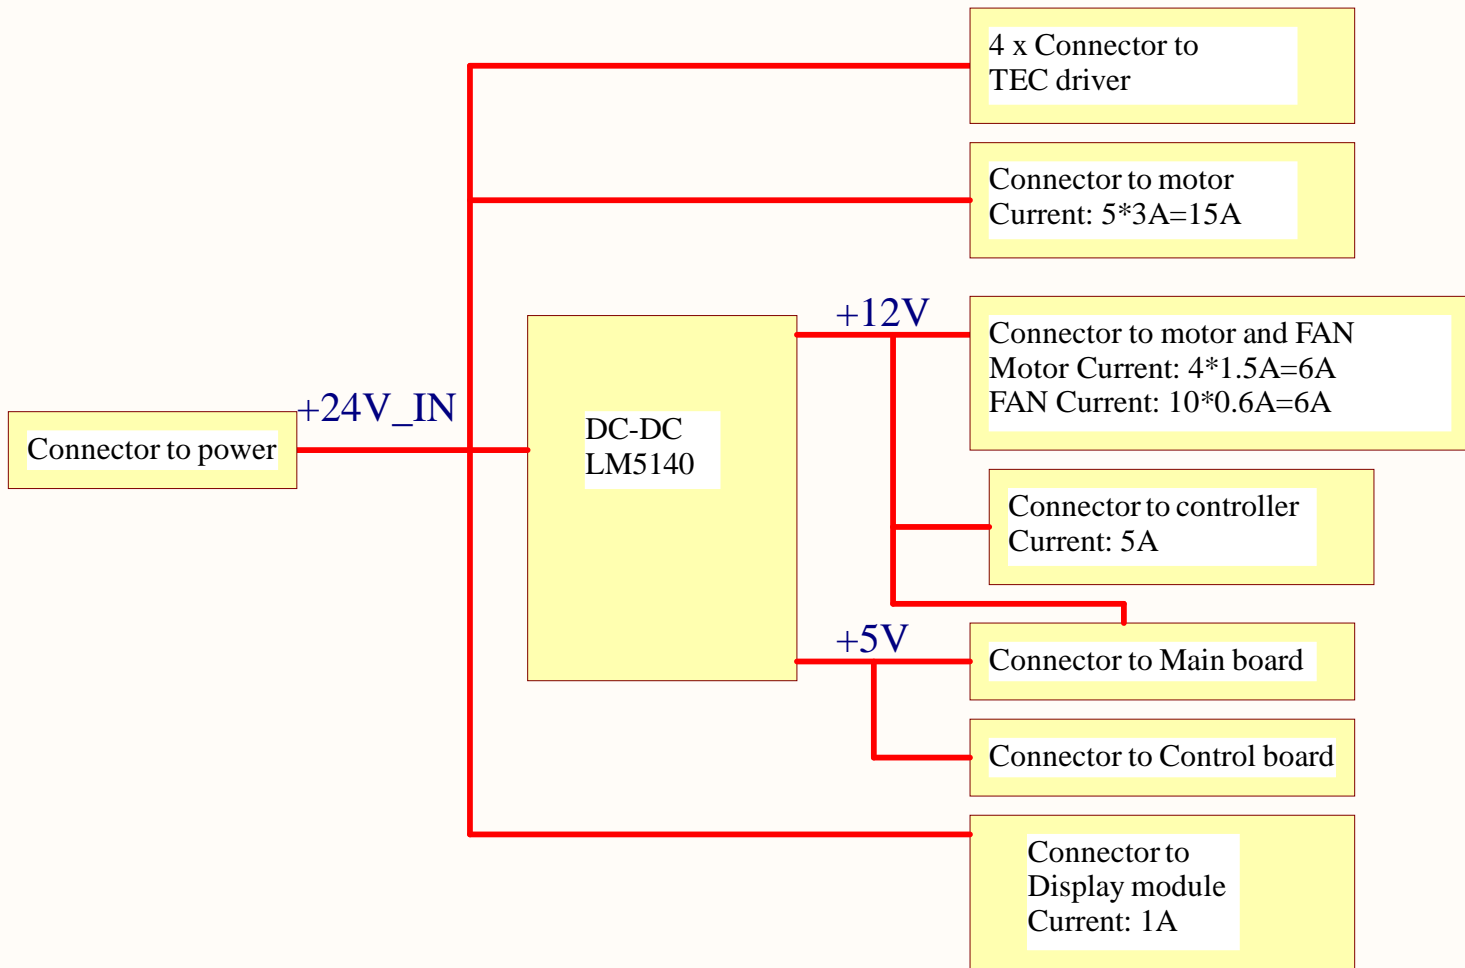 4 x Connector to
TEC driver
Connector to motor
Current: 5*3A=15A
+12V
Connector to motor and FAN
Motor Current: 4*1.5A=6A
FAN Current: 10*0.6A=6A
+24V_IN
Connector to power
DC-DC
LM5140
Connector to controller
Current: 5A
+5V
Connector to Main board
Connector to Control board
Connector to
Display module
Current: 1A